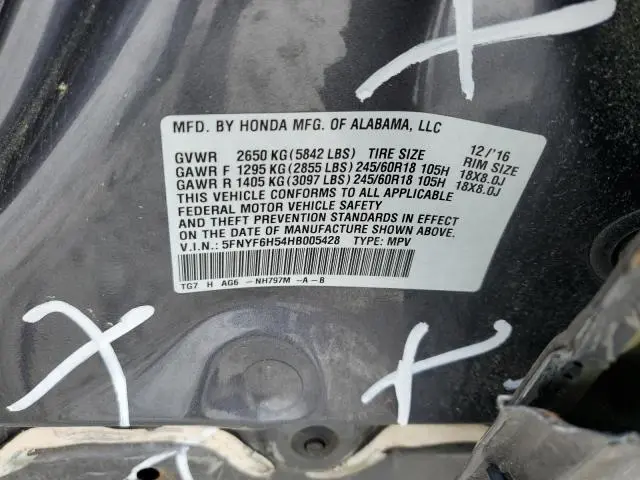 MFD. BY HONDA MFG. OF ALABAMA, LLC 12/'16
GVWR 2650 KG (5842 LBS) TIRE SIZE RIM SIZE
GAWR F 1295 KG (2855 LBS) 245/60R18 105H 18X8.0J
GAWR R 1405 KG (3097 LBS) 245/60R18 105H 18X8.0J
THIS VEHICLE CONFORMS TO ALL APPLICABLE
FEDERAL MOTOR VEHICLE SAFETY
AND THEFT PREVENTION STANDARDS IN EFFECT
ON THE DATE OF MANUFACTURE SHOWN ABOVE.
V.I.N.: 5FNYF6H54HB005428 TYPE: MPV
TG7 H AG6 -NH797M -A-B